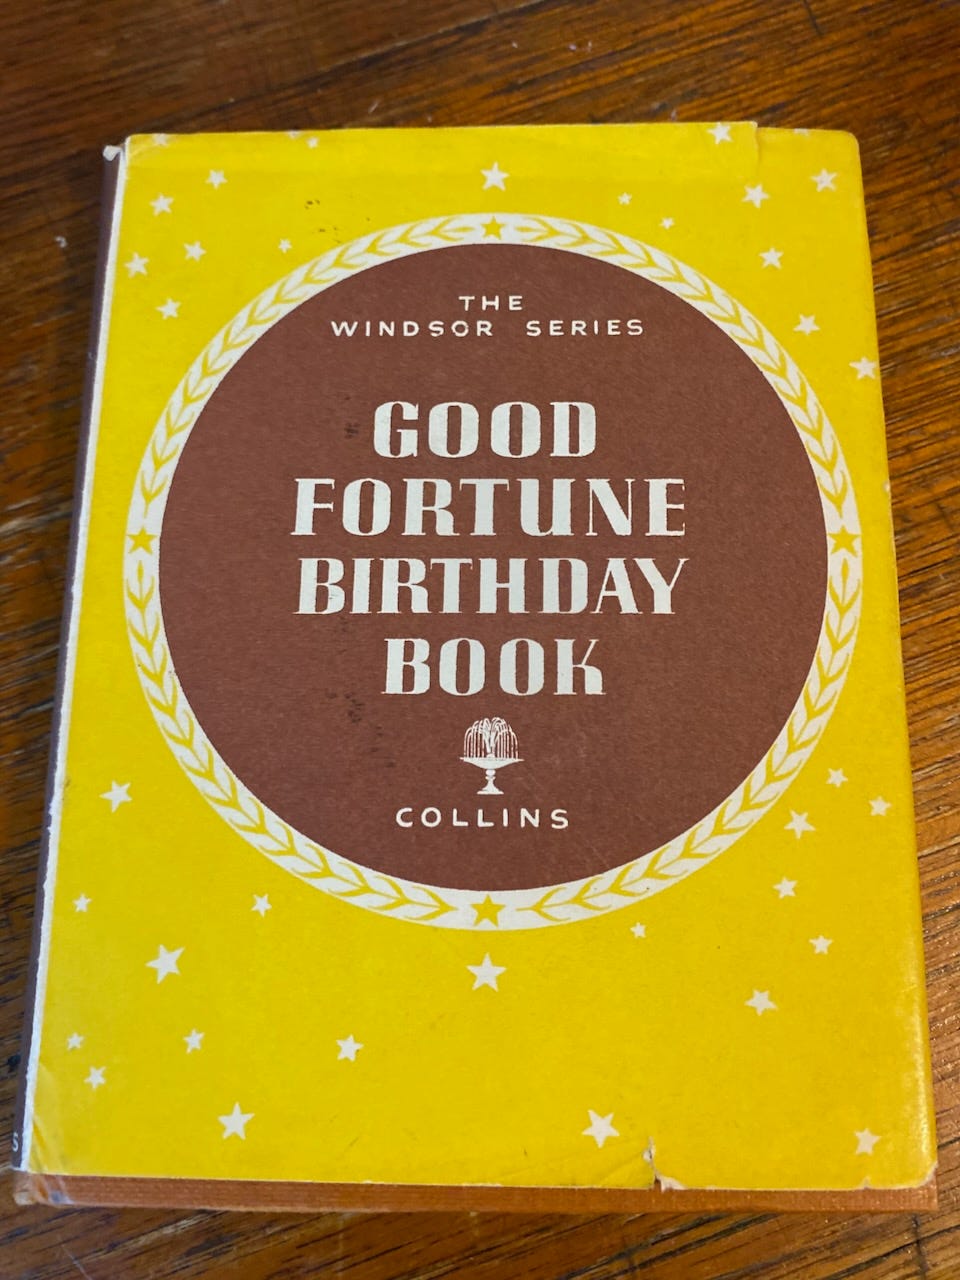 THE
WINDSOR SERIES
GOOD
FORTUNE
BIRTHDAY
BOOK
COLLINS